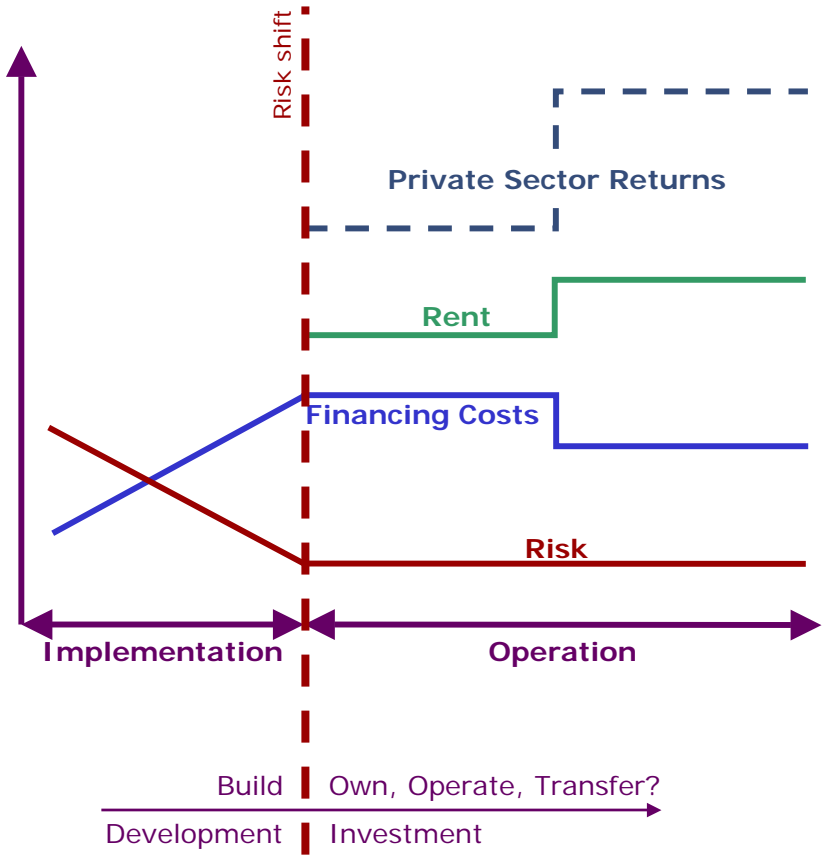 Risk shift
Private Sector Returns
Rent
Financing Costs
Risk
Implementation
Operation
Build
Own, Operate, Transfer?
Development
Investment